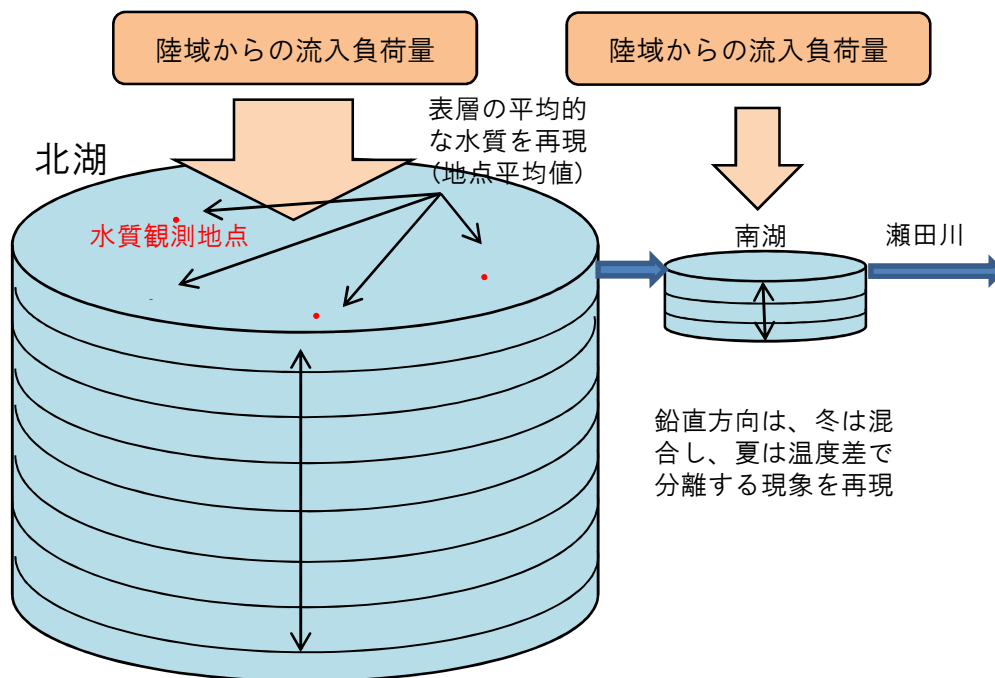 陸域からの流入負荷量
陸域からの流入負荷量
表層の平均的
な水質を再現
（地点平均値）
北湖
水質観測地点
南湖
瀬田川
鉛直方向は、冬は混
合し、夏は温度差で
分離する現象を再現